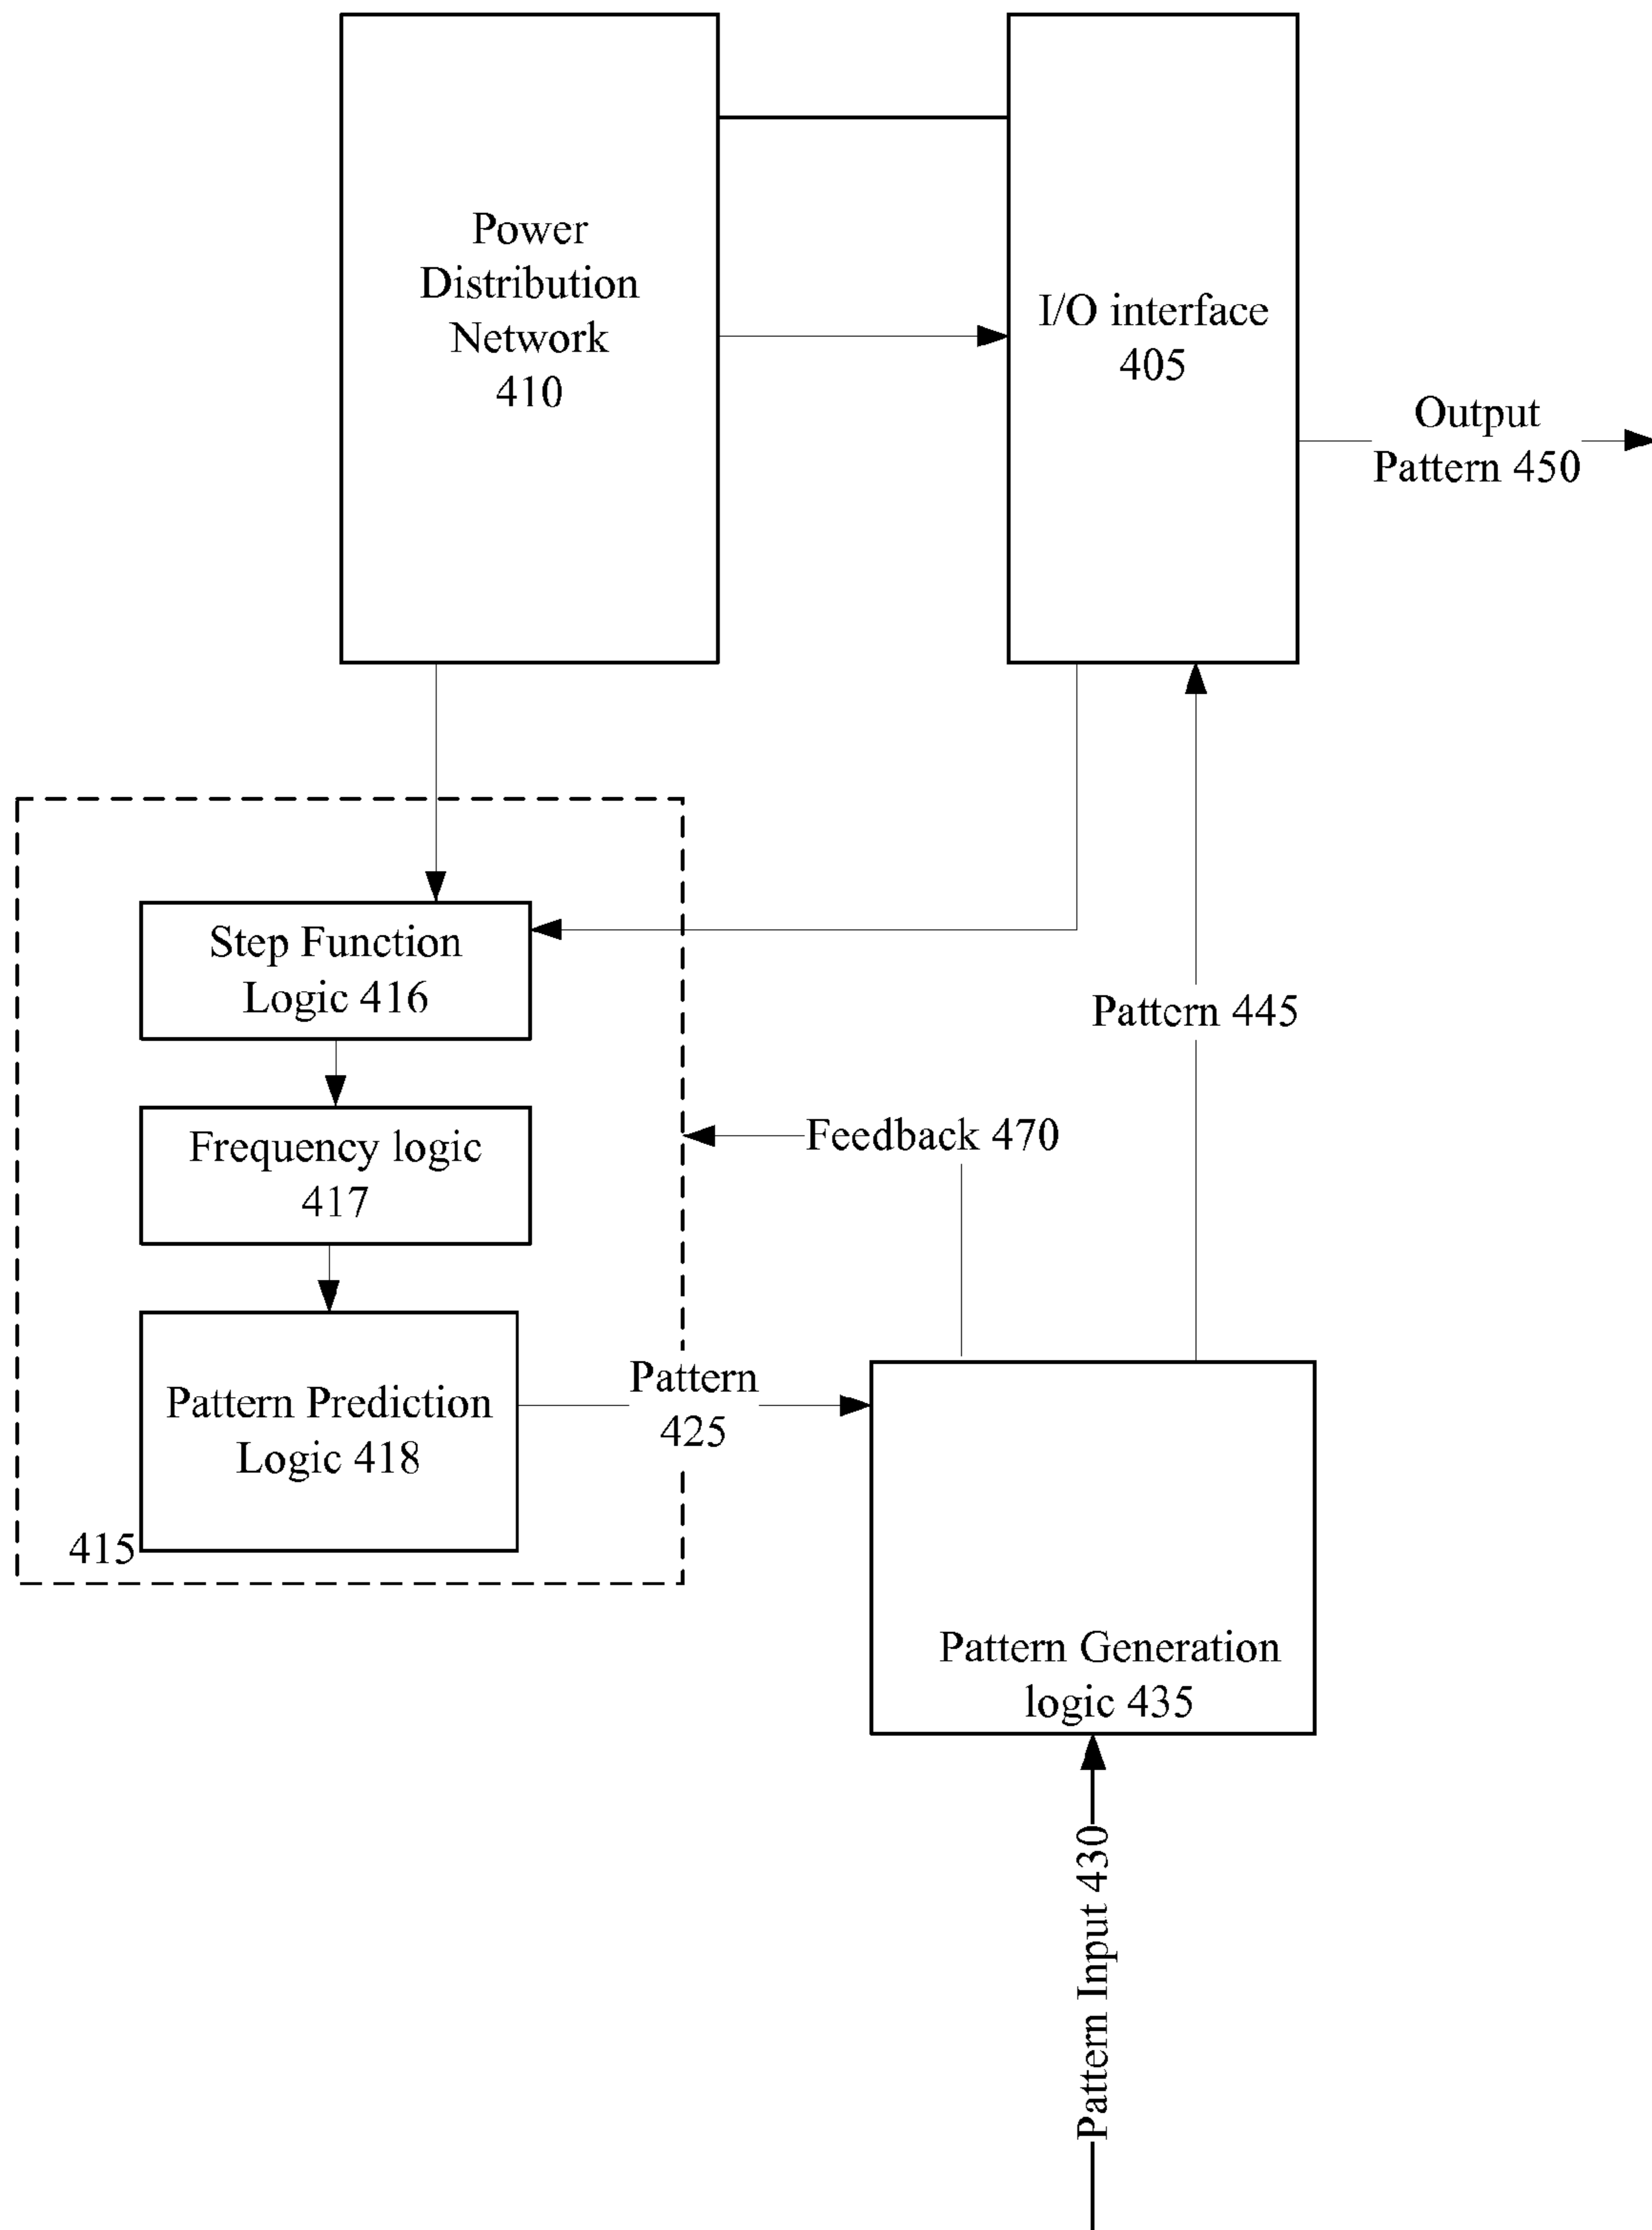 Power
Distribution
Network
410
I/O interface
405
Output
Pattern 450
Step Function
Logic 416
Pattern 445
Frequency logic
417
Feedback 470
Pattern Prediction
Logic 418
Pattern
425
415
Pattern Generation
logic 435
Pattern Input 430